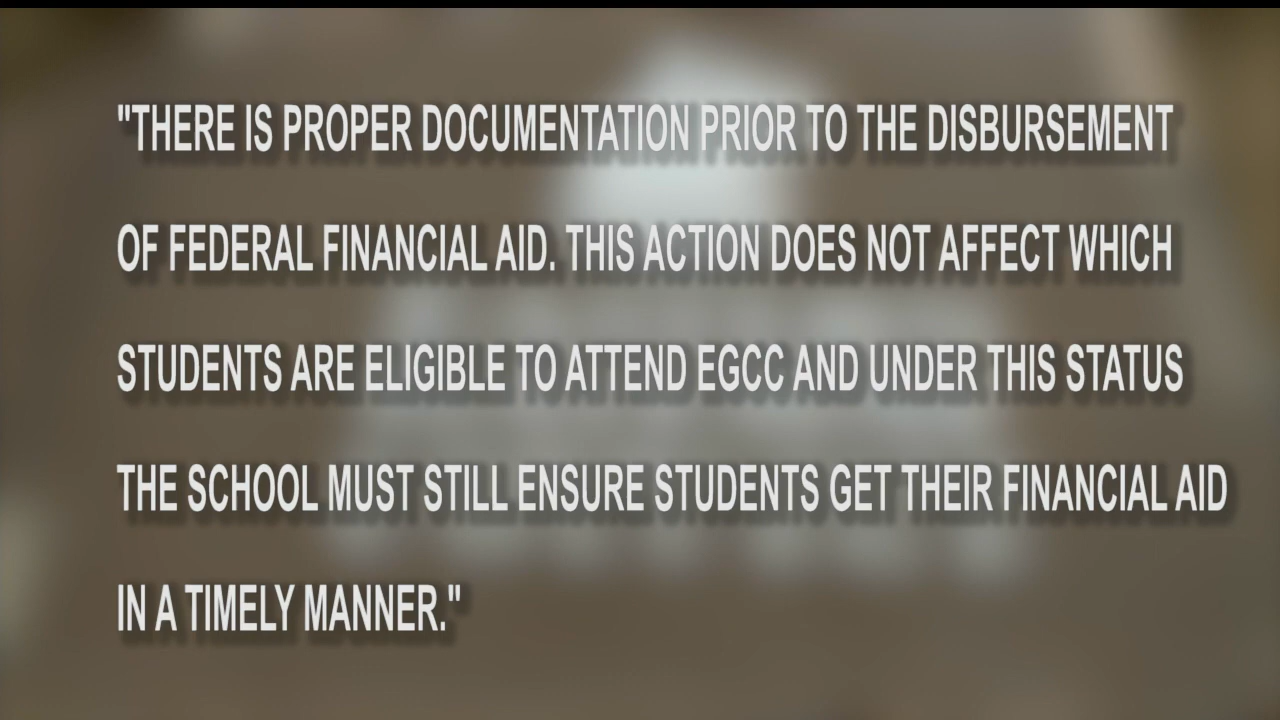 "THERE IS PROPER DOCUMENTATION PRIOR TO THE DISBURSEMENT
OF FEDERAL FINANCIAL AID. THIS ACTION DOES NOT AFFECT WHICH
STUDENTS ARE ELIGIBLE TO ATTEND EGCC AND UNDER THIS STATUS
THE SCHOOL MUST STILL ENSURE STUDENTS GET THEIR FINANCIAL AID
IN A TIMELY MANNER."